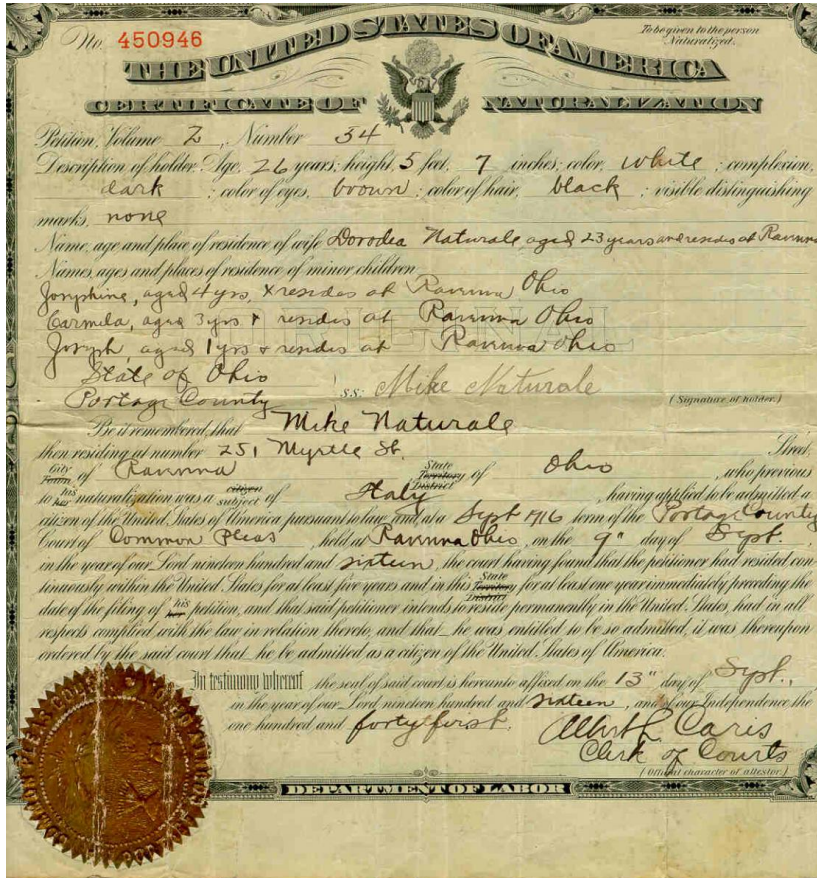 No. 450946
To be given to the person Naturalized.
THE UNITED STATES OF AMERICA
CERTIFICATE OF NATURALIZATION
Petition, Volume 2, Number 34
Description of holder: Age, 26 years; height, 5 feet, 7 inches; color, white; complexion,
dark; color of eyes, brown; color of hair, black; visible distinguishing
marks, none
Name, age and place of residence of wife Dorodea Naturale aged 23 years and resides at Ravenna
Names, ages and places of residence of minor children
Josephine, aged 4 yrs, & resides at Ravenna Ohio
Carmela, aged 3 yrs & resides at Ravenna Ohio
Joseph, aged 1 yrs & resides at Ravenna Ohio
ORIGINAL
State of Ohio
Portage County ss: Mike Naturale
(Signature of holder.)
Be it remembered, that Mike Naturale
then residing at number 251 Myrtle St. Street,
City Town of Ravenna State Territory District of Ohio, who previous
to his her naturalization was a citizen subject of Italy, having applied to be admitted a
citizen of the United States of America pursuant to law, and, at a Sept 1916 term of the Portage County
Court of Common Pleas, held at Ravenna Ohio, on the 9" day of Sept.,
in the year of our Lord nineteen hundred and sixteen, the court having found that the petitioner had resided con-
tinuously within the United States for at least five years and in this State Territory District for at least one year immediately preceding the
date of the filing of his her petition, and that said petitioner intends to reside permanently in the United States, had in all
respects complied with the law in relation thereto, and that he was entitled to be so admitted, it was thereupon
ordered by the said court that he be admitted as a citizen of the United States of America.
In testimony whereof the seal of said court is hereunto affixed on the 13" day of Sept.,
in the year of our Lord nineteen hundred and sixteen, and of our Independence the
one hundred and forty first.
Albert L Caris
Clerk of Courts
(Official character of attestor.)
DEPARTMENT OF LABOR